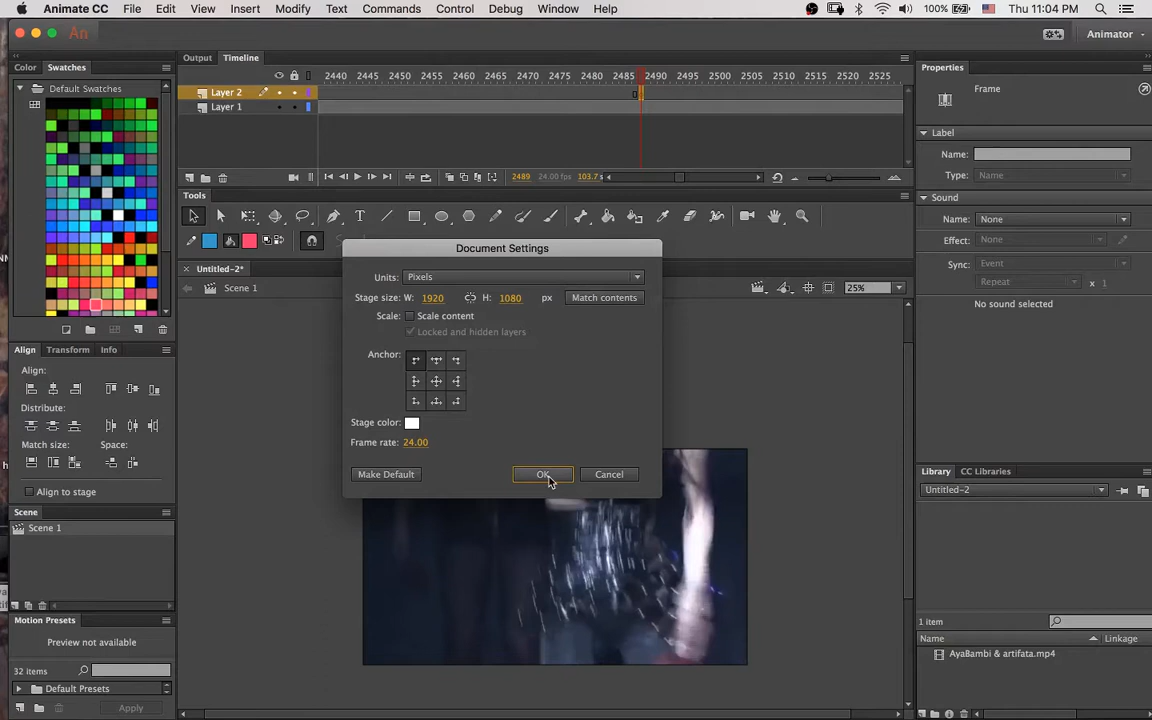 Animate CC File Edit View Insert Modify Text Commands Control Debug Window Help 100% Thu 11:04 PM
An Animator
Color Swatches Output Timeline Properties
Default Swatches
2440 2445 2450 2455 2460 2465 2470 2475 2480 2485 2490 2495 2500 2505 2510 2515 2520 2525
Layer 2
Layer 1
Frame
Label
Name:
Type: Name
2489 24.00 fps 103.7 s
Tools
Sound
Name: None
Effect: None
Sync: Event
Repeat x 1
No sound selected
Untitled-2*
Scene 1 25%
Document Settings
Units: Pixels
Stage size: W: 1920 H: 1080 px Match contents
Scale: Scale content
Locked and hidden layers
Anchor:
Stage color:
Frame rate: 24.00
Make Default OK Cancel
Align Transform Info
Align:
Distribute:
Match size: Space:
Align to stage
Scene
Scene 1
Motion Presets
Preview not available
32 items
Default Presets
Apply
Library CC Libraries
Untitled-2
1 item
Name Linkage
AyaBambi & artifata.mp4